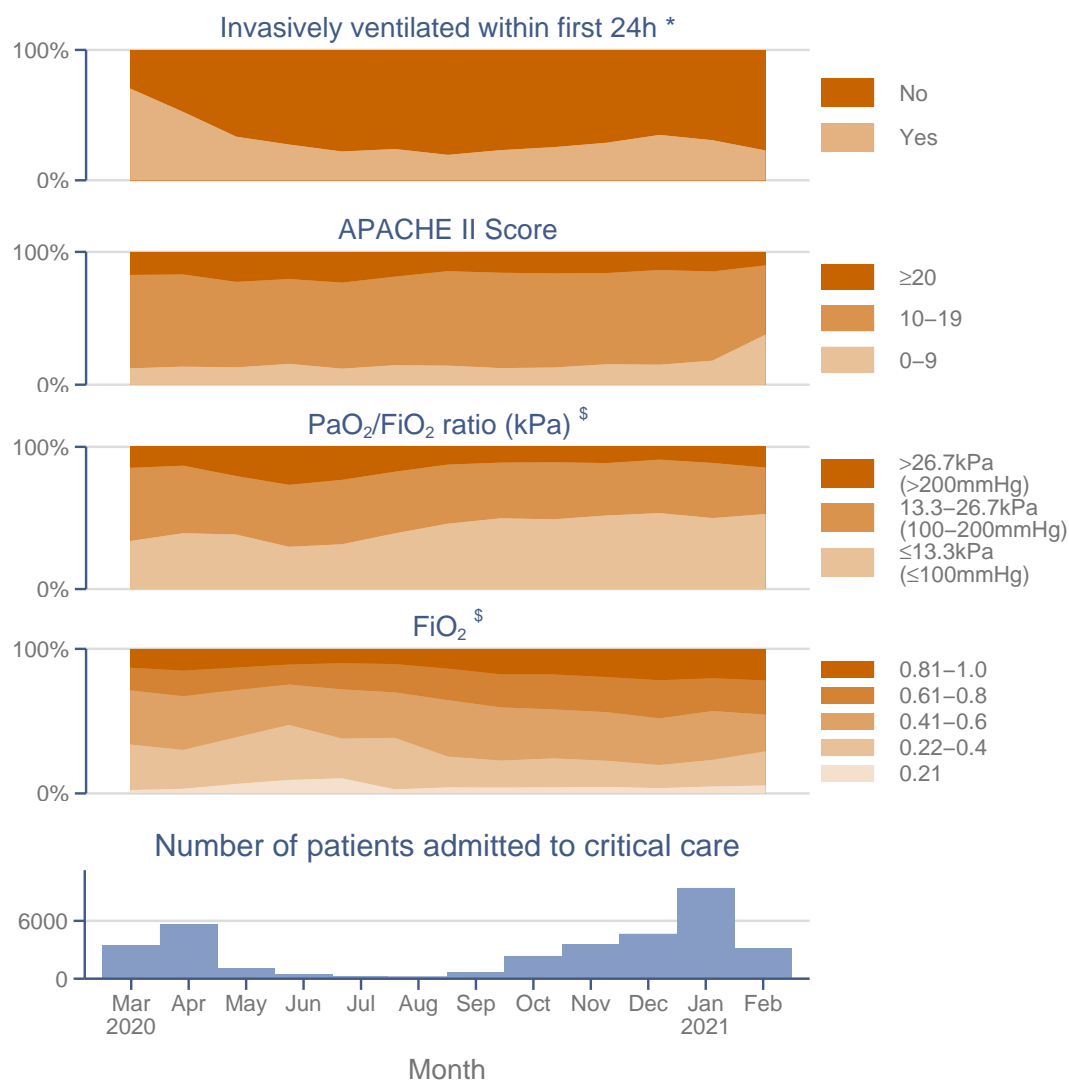 Invasively ventilated within first 24h *
100%
0%
No
Yes
APACHE II Score
100%
0%
≥20
10–19
0–9
PaO₂/FiO₂ ratio (kPa) $
100%
0%
>26.7kPa
(>200mmHg)
13.3–26.7kPa
(100–200mmHg)
≤13.3kPa
(≤100mmHg)
FiO₂ $
100%
0%
0.81–1.0
0.61–0.8
0.41–0.6
0.22–0.4
0.21
Number of patients admitted to critical care
6000
0
Mar Apr May Jun Jul Aug Sep Oct Nov Dec Jan Feb
2020 2021
Month